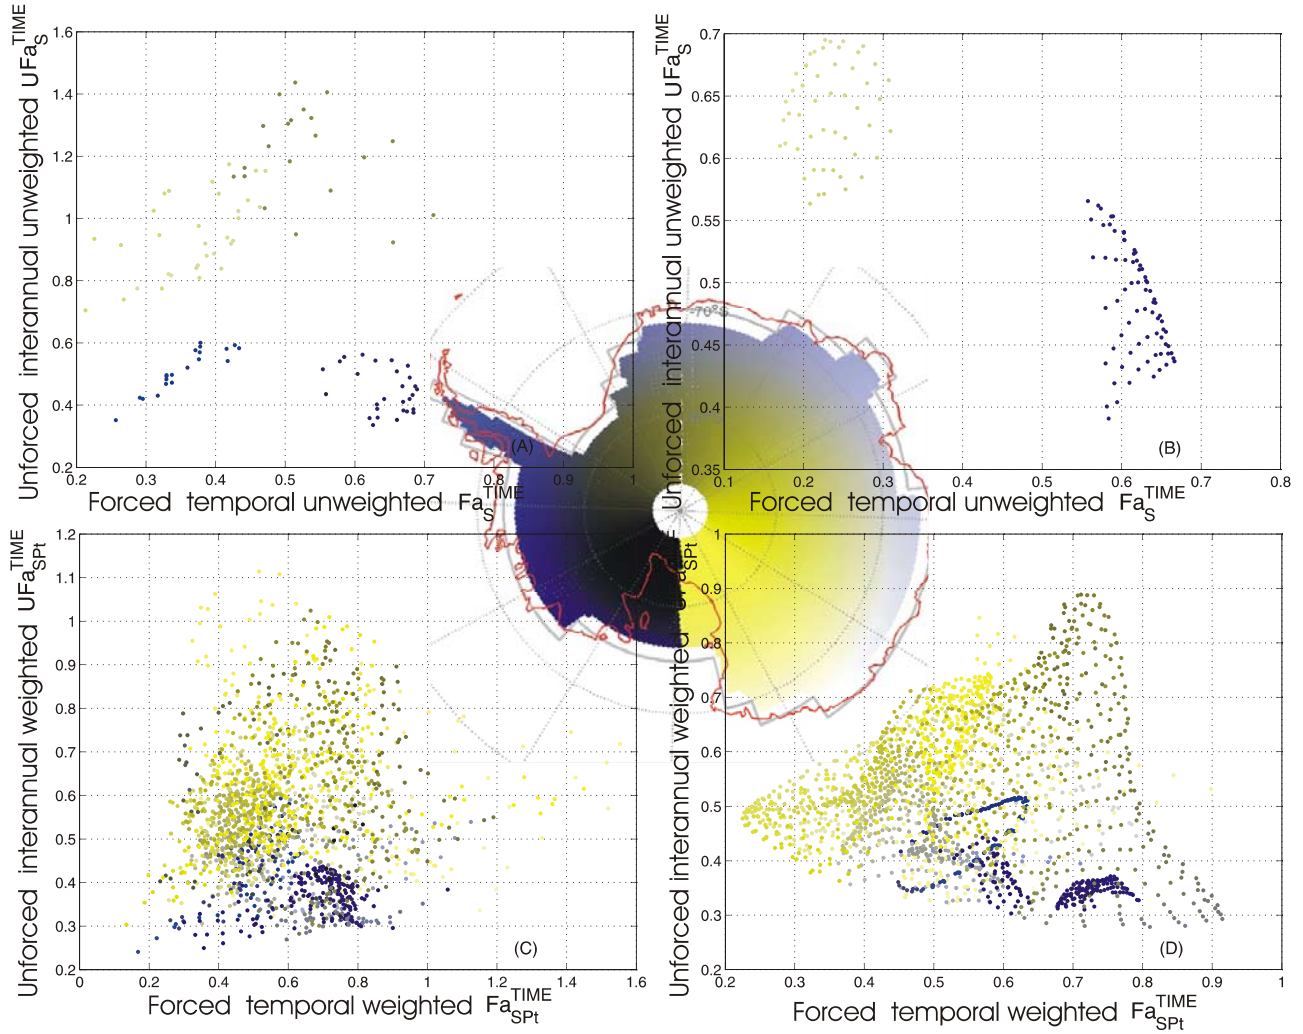 Unforced interannual unweighted UFa_S^TIME
1.6
1.4
1.2
1
0.8
0.6
0.4
0.2
0.2 0.3 0.4 0.5 0.6 0.7 0.8 0.9 1
(A)
Forced temporal unweighted Fa_S^TIME
Unforced interannual unweighted UFa_S^TIME
0.7
0.65
0.6
0.55
0.5
0.45
0.4
0.35
0.1 0.2 0.3 0.4 0.5 0.6 0.7 0.8
(B)
Forced temporal unweighted Fa_S^TIME
-70°S
Unforced interannual weighted UFa_SPt^TIME
1.2
1.1
1
0.9
0.8
0.7
0.6
0.5
0.4
0.3
0.2
0 0.2 0.4 0.6 0.8 1 1.2 1.4 1.6
(C)
Forced temporal weighted Fa_SPt^TIME
Unforced interannual weighted UFa_SPt^TIME
1
0.9
0.8
0.7
0.6
0.5
0.4
0.3
0.2
0.2 0.3 0.4 0.5 0.6 0.7 0.8 0.9 1
(D)
Forced temporal weighted Fa_SPt^TIME